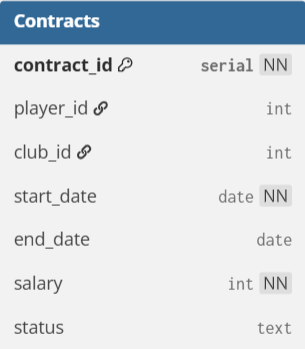 Contracts
contract_id serial NN
player_id int
club_id int
start_date date NN
end_date date
salary int NN
status text